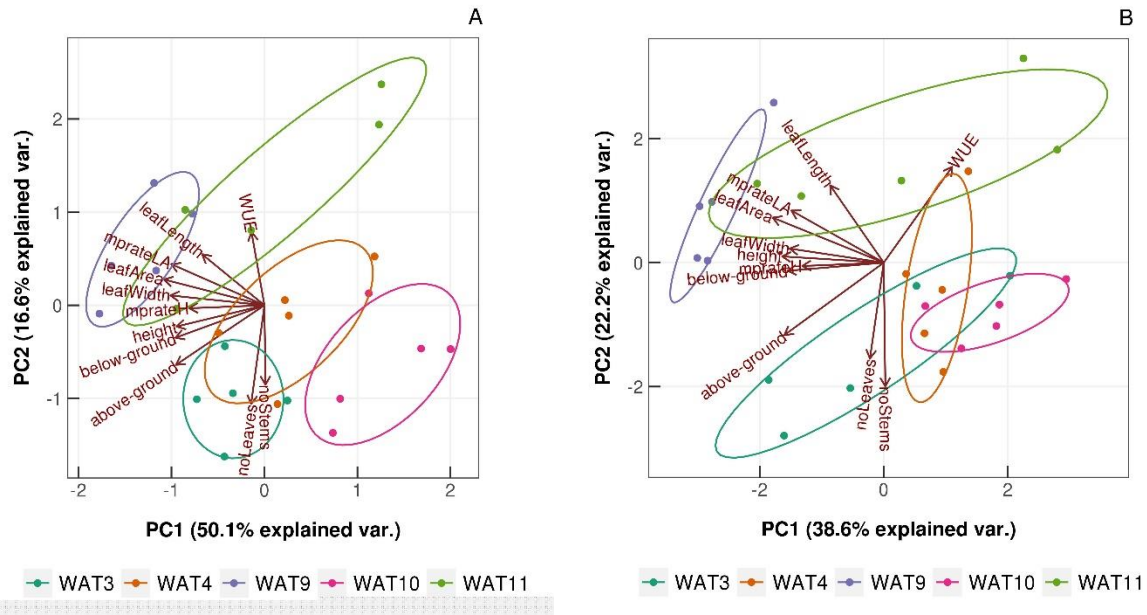 A
PC2 (16.6% explained var.)
2
1
0
-1
leafLength
mprateLA
leafArea
leafWidth
mprateH
height
below-ground
above-ground
WUE
noLeaves
noStems
-2 -1 0 1 2
PC1 (50.1% explained var.)
WAT3 WAT4 WAT9 WAT10 WAT11
B
PC2 (22.2% explained var.)
2
0
-2
leafLength
WUE
mprateLA
leafArea
leafWidth
height
mprateH
below-ground
above-ground
noLeaves
noStems
-2 0 2
PC1 (38.6% explained var.)
WAT3 WAT4 WAT9 WAT10 WAT11